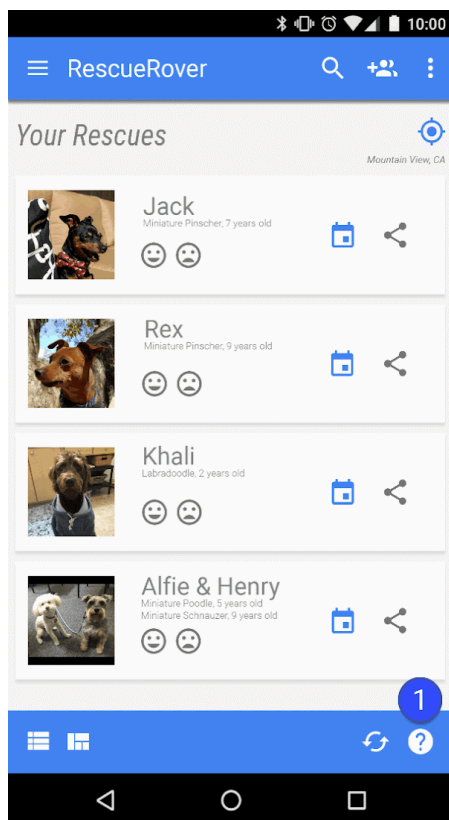 10:00
RescueRover
Your Rescues
Mountain View, CA
Jack
Miniature Pinscher, 7 years old
Rex
Miniature Pinscher, 9 years old
Khali
Labradoodle, 2 years old
Alfie & Henry
Miniature Poodle, 5 years old
Miniature Schnauzer, 9 years old
1
?